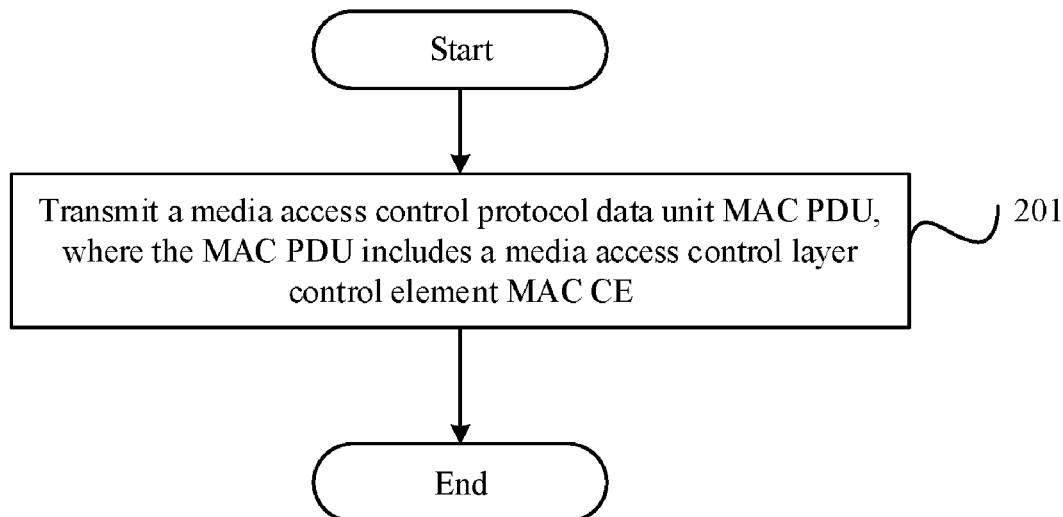 Start
Transmit a media access control protocol data unit MAC PDU,
where the MAC PDU includes a media access control layer
control element MAC CE
201
End